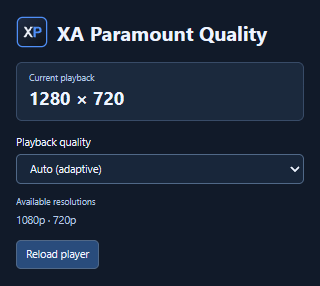 XP
XA Paramount Quality
Current playback
1280 × 720
Playback quality
Auto (adaptive)
Available resolutions
1080p · 720p
Reload player